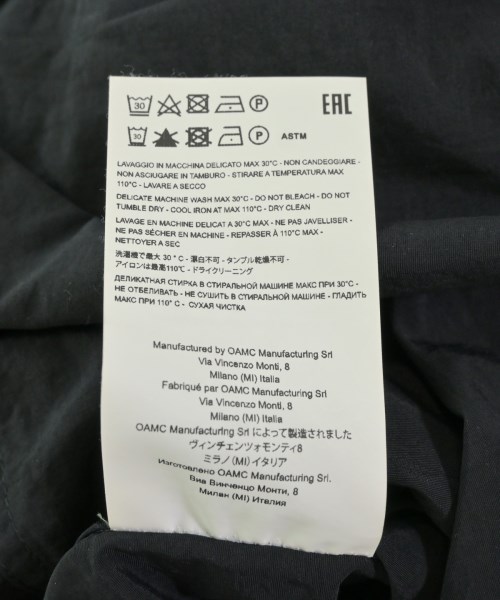 30 P EAC
30 P ASTM
LAVAGGIO IN MACCHINA DELICATO MAX 30°C - NON CANDEGGIARE -
NON ASCIUGARE IN TAMBURO - STIRARE A TEMPERATURA MAX
110°C - LAVARE A SECCO
DELICATE MACHINE WASH MAX 30°C - DO NOT BLEACH - DO NOT
TUMBLE DRY - COOL IRON AT MAX 110°C - DRY CLEAN
LAVAGE EN MACHINE DELICAT A 30°C MAX - NE PAS JAVELLISER -
NE PAS SÉCHER EN MACHINE - REPASSER À 110°C MAX -
NETTOYER A SEC
洗濯機で最大 30°C - 漂白不可 - タンブル乾燥不可 -
アイロンは最高110℃ - ドライクリーニング
ДЕЛИКАТНАЯ СТИРКА В СТИРАЛЬНОЙ МАШИНЕ МАКС ПРИ 30°C -
НЕ ОТБЕЛИВАТЬ - НЕ СУШИТЬ В СТИРАЛЬНОЙ МАШИНЕ - ГЛАДИТЬ
МАКС ПРИ 110° C - СУХАЯ ЧИСТКА
Manufactured by OAMC Manufacturing Srl
Via Vincenzo Monti, 8
Milano (MI) Italia
Fabriqué par OAMC Manufacturing Srl
Via Vincenzo Monti, 8
Milano (MI) Italia
OAMC Manufacturing Srl によって製造されました
ヴィンチェンツォモンティ8
ミラノ (MI) イタリア
Изготовлено OAMC Manufacturing Srl.
Виа Винченцо Монти, 8
Милан (MI) Италия